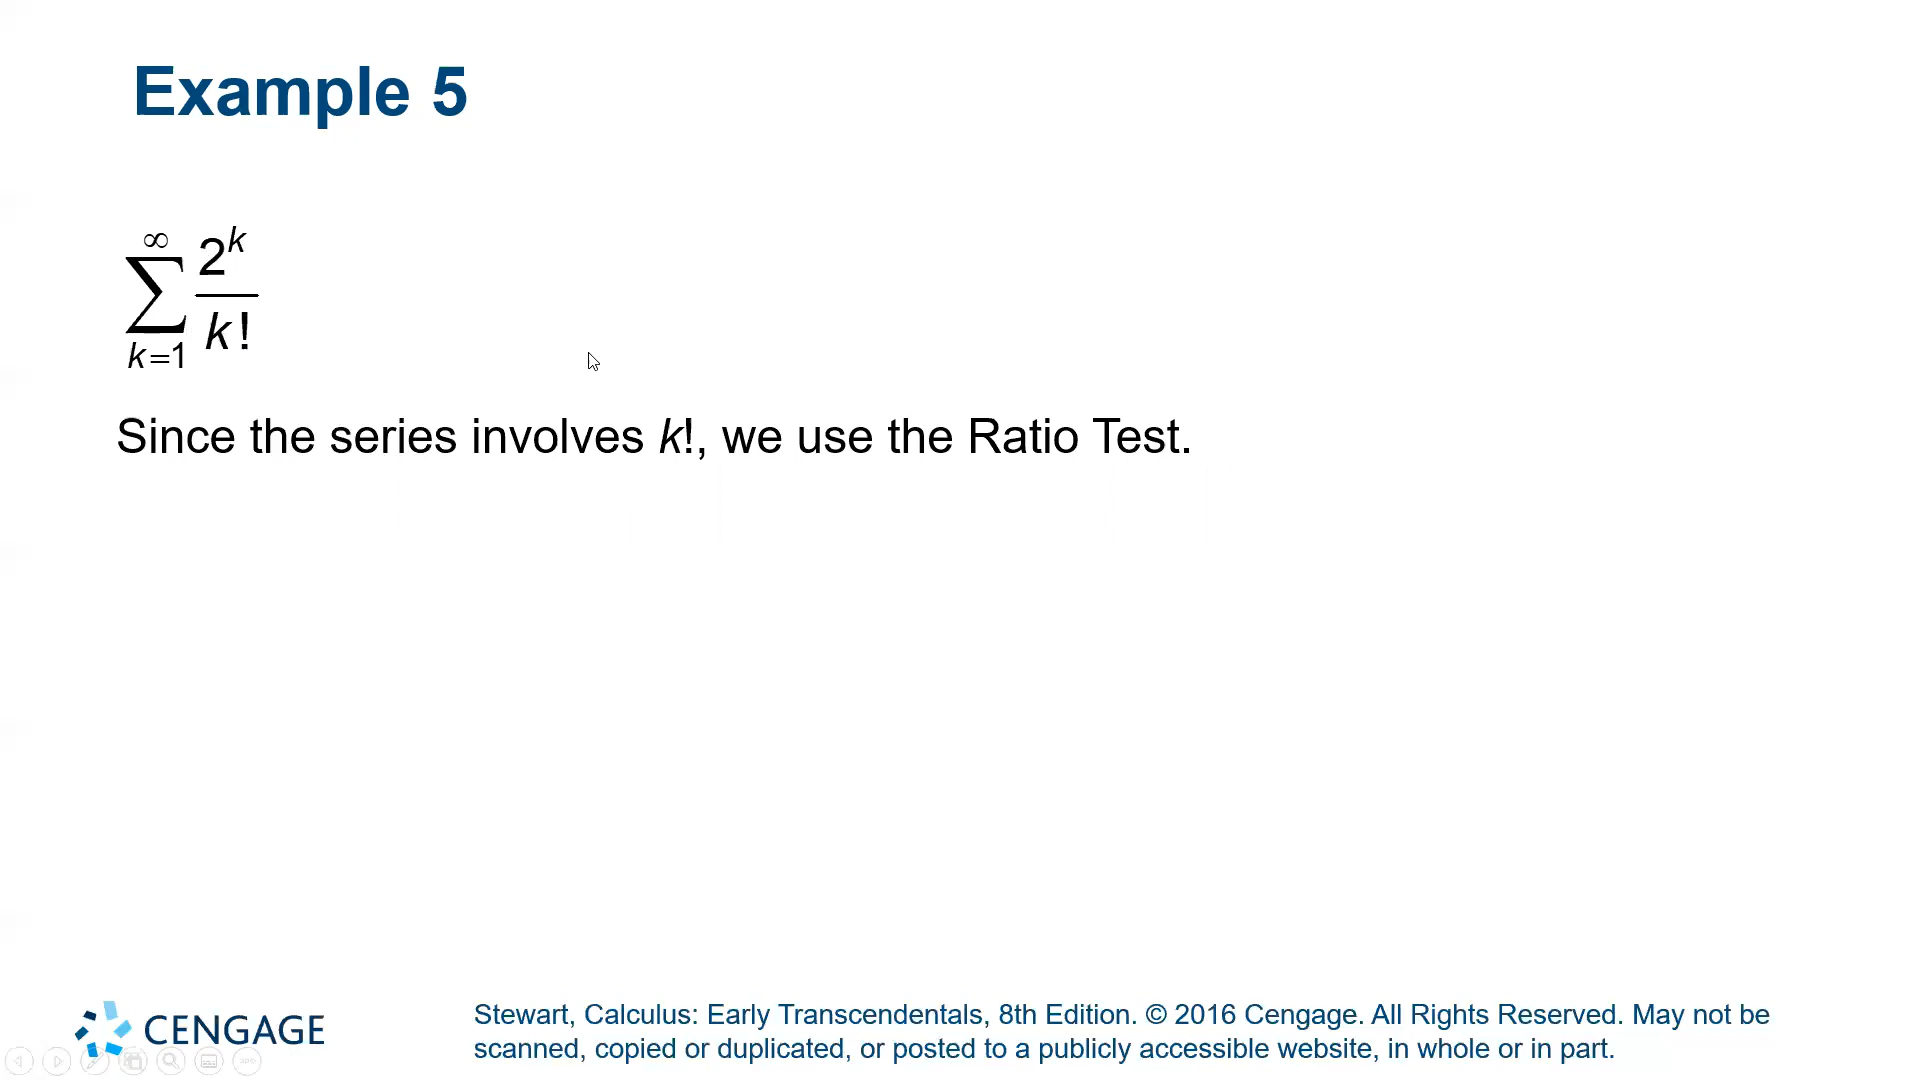 Example 5
∞
∑ 2^k / k!
k=1
Since the series involves k!, we use the Ratio Test.
CENGAGE
Stewart, Calculus: Early Transcendentals, 8th Edition. © 2016 Cengage. All Rights Reserved. May not be
scanned, copied or duplicated, or posted to a publicly accessible website, in whole or in part.